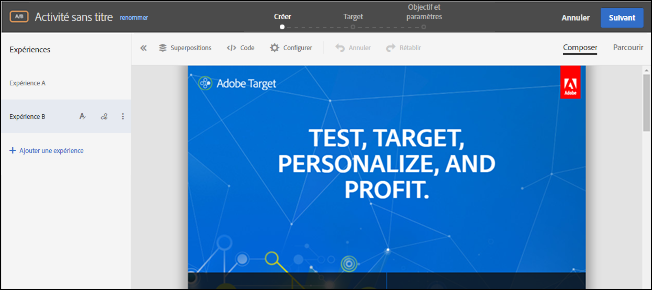 A/B Activité sans titre renommer
Créer
Target
Objectif et
paramètres
Annuler
Suivant
Expériences
Superpositions
Code
Configurer
Annuler
Rétablir
Composer
Parcourir
Expérience A
Expérience B
Ajouter une expérience
Adobe Target
Adobe
TEST, TARGET,
PERSONALIZE, AND
PROFIT.